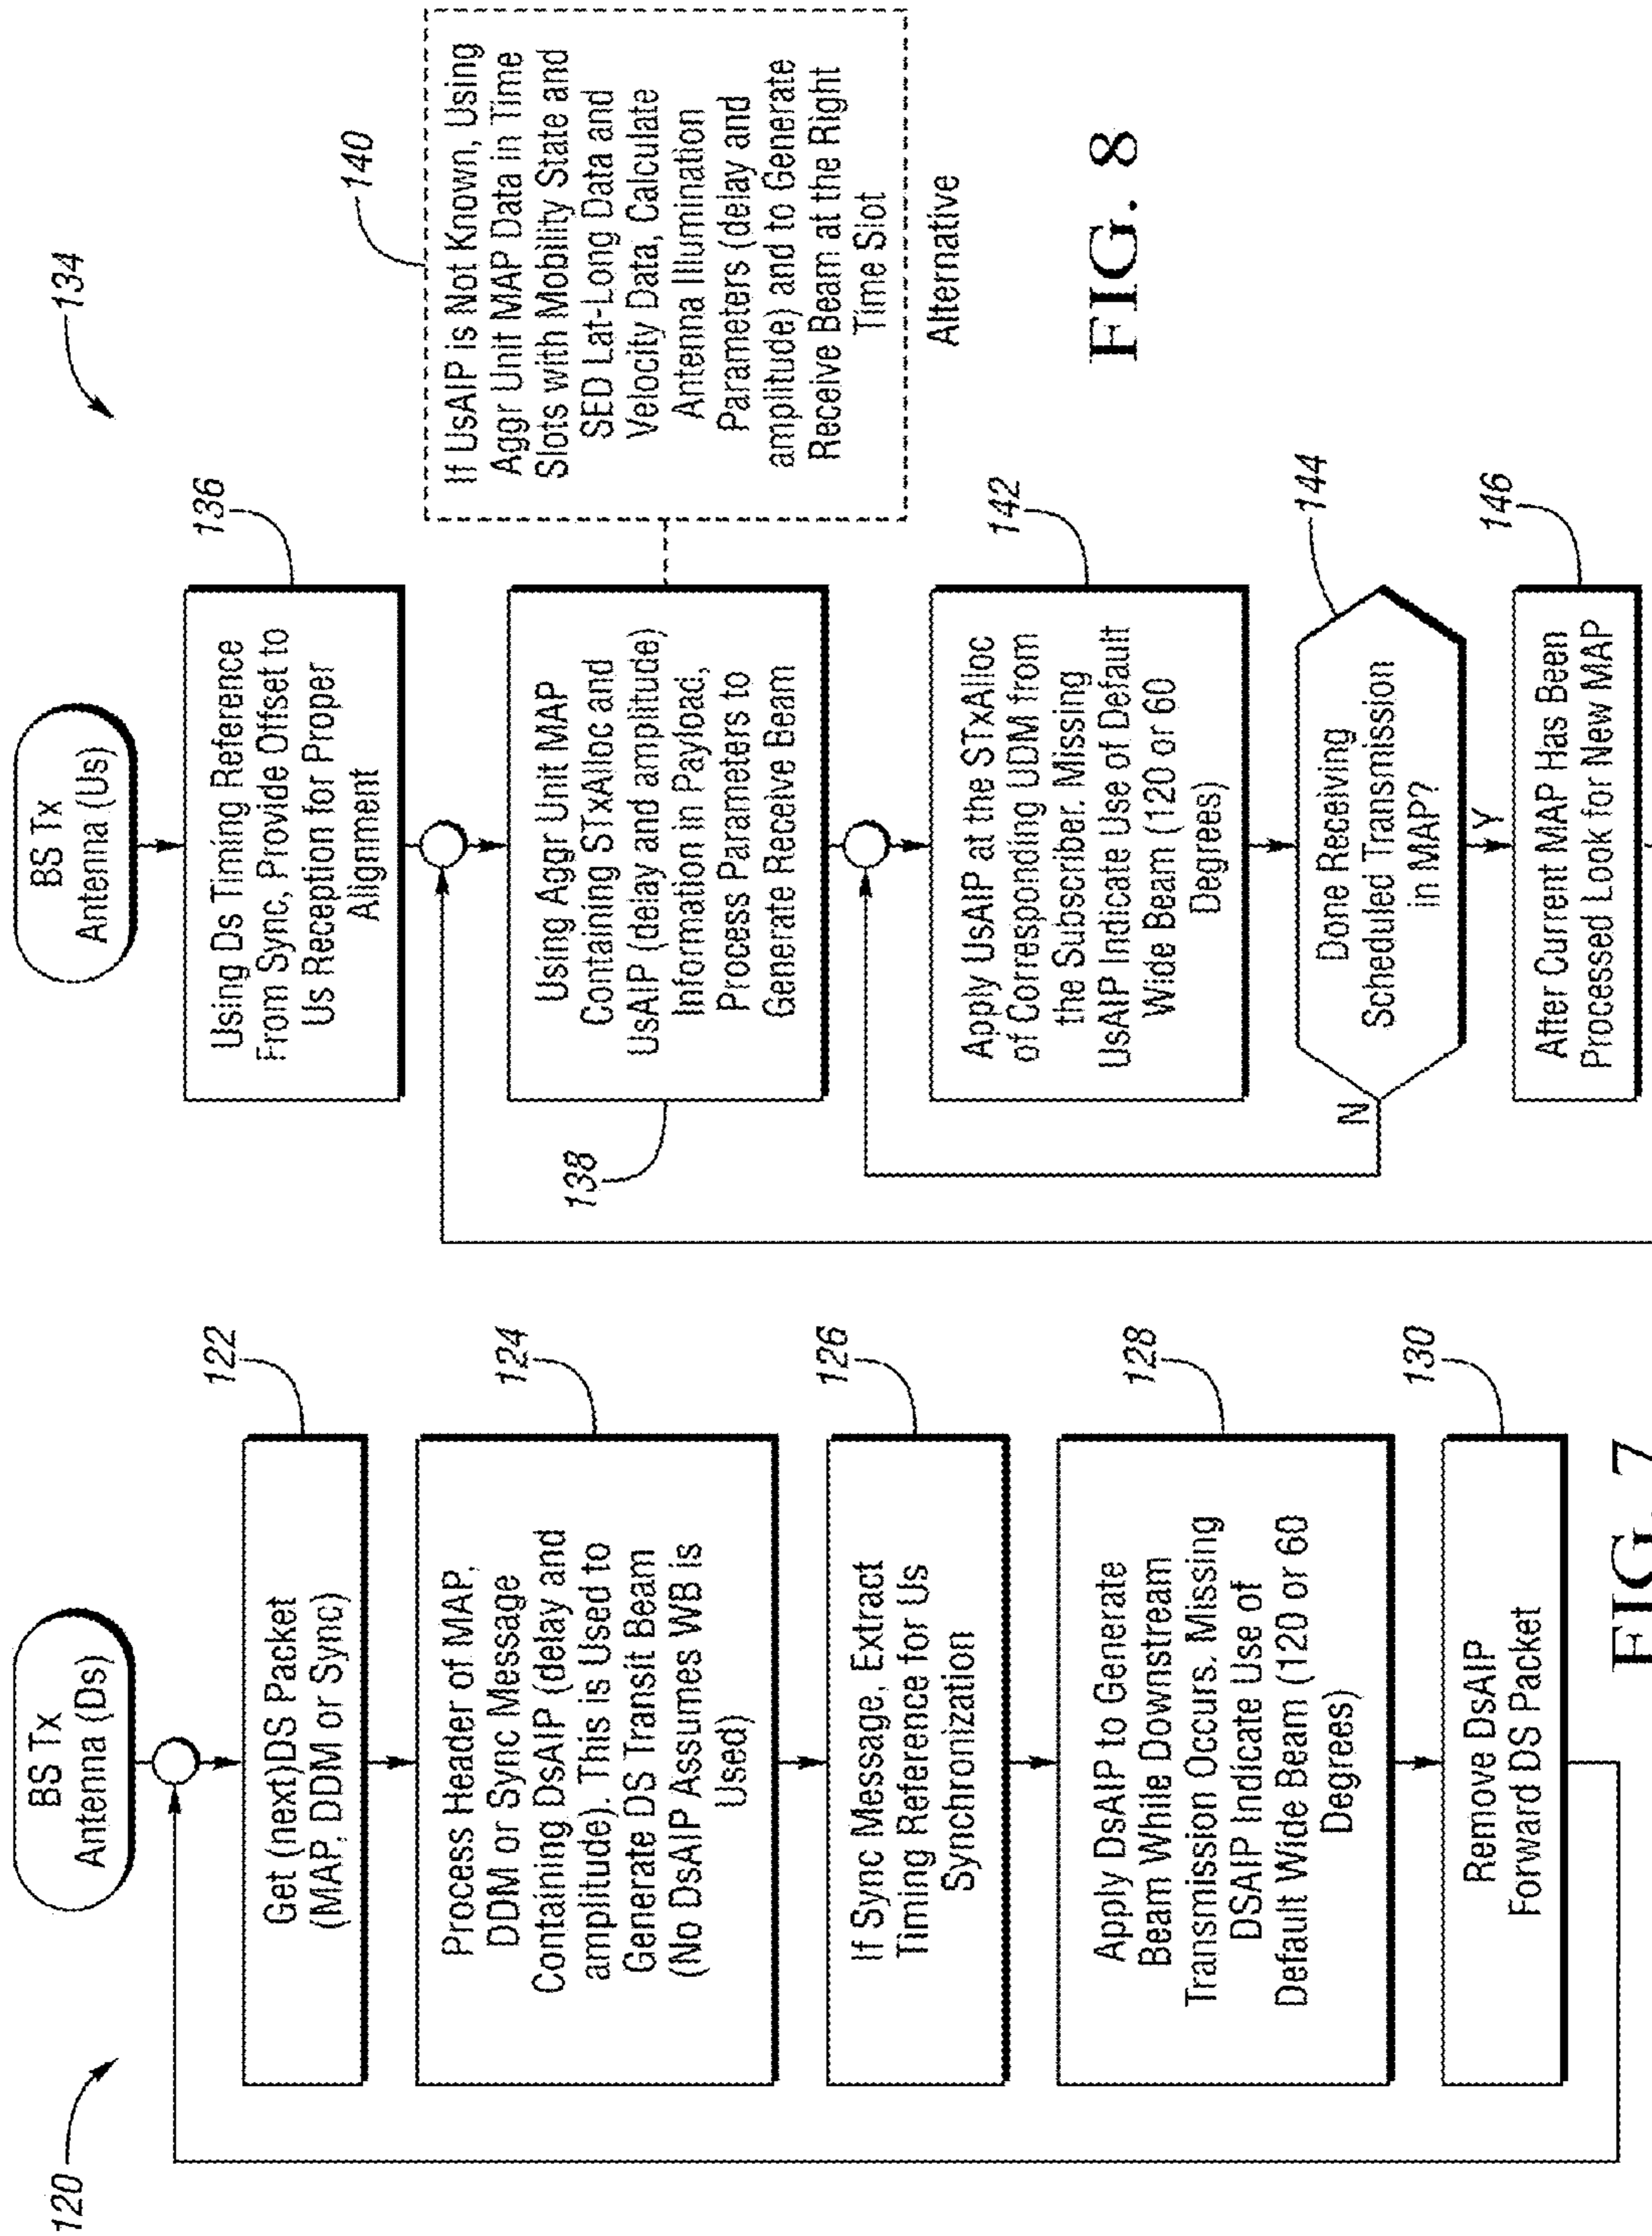 120
BS Tx
Antenna (Ds)
Get (next)DS Packet
(MAP, DDM or Sync)
122
Process Header of MAP,
DDM or Sync Message
Containing DsAIP (delay and
amplitude). This is Used to
Generate DS Transit Beam
(No DsAIP Assumes WB is
Used)
124
If Sync Message, Extract
Timing Reference for Us
Synchronization
126
Apply DsAIP to Generate
Beam While Downstream
Transmission Occurs. Missing
DSAIP Indicate Use of
Default Wide Beam (120 or 60
Degrees)
128
Remove DsAIP
Forward DS Packet
130
FIG. 7
134
BS Tx
Antenna (Us)
Using Ds Timing Reference
From Sync, Provide Offset to
Us Reception for Proper
Alignment
136
Using Aggr Unit MAP
Containing STxAlloc and
UsAIP (delay and amplitude)
Information in Payload,
Process Parameters to
Generate Receive Beam
138
If UsAIP is Not Known, Using
Aggr Unit MAP Data in Time
Slots with Mobility State and
SED Lat-Long Data and
Velocity Data, Calculate
Antenna Illumination
Parameters (delay and
amplitude) and to Generate
Receive Beam at the Right
Time Slot
140
Alternative
Apply UsAIP at the STxAlloc
of Corresponding UDM from
the Subscriber. Missing
UsAIP Indicate Use of Default
Wide Beam (120 or 60
Degrees)
142
Done Receiving
Scheduled Transmission
in MAP?
144
N
Y
After Current MAP Has Been
Processed Look for New MAP
146
FIG. 8